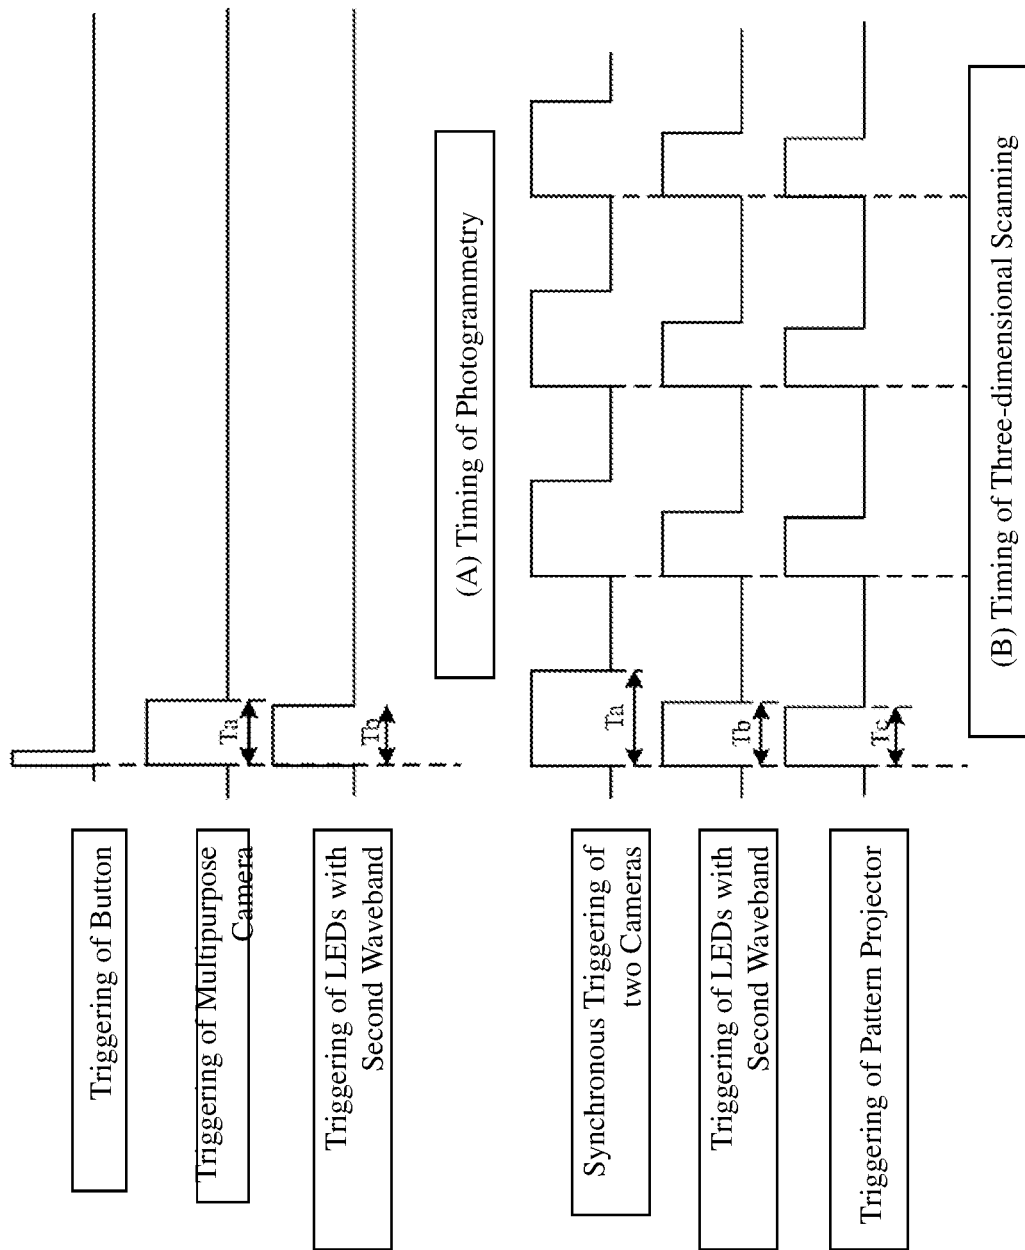 Triggering of Button
Triggering of Multipurpose
Camera
Ta
Triggering of LEDs with
Second Waveband
Tb
(A) Timing of Photogrammetry
Synchronous Triggering of
two Cameras
Ta
Triggering of LEDs with
Second Waveband
Tb
Triggering of Pattern Projector
Tc
(B) Timing of Three-dimensional Scanning